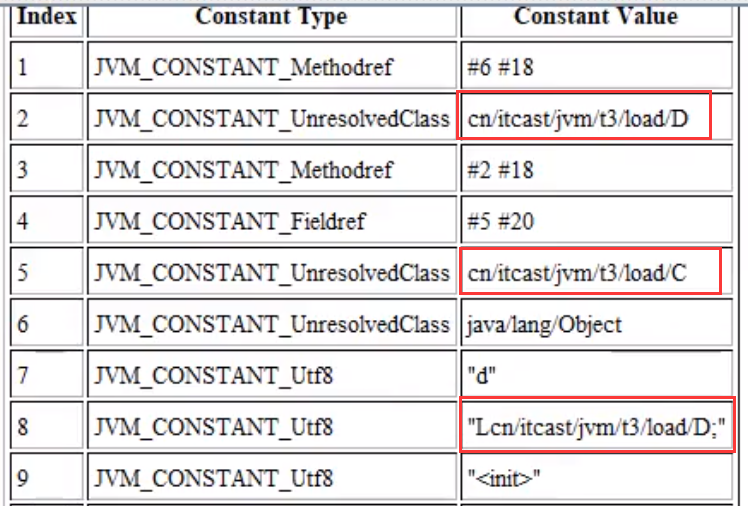 Index Constant Type Constant Value
1 JVM_CONSTANT_Methodref #6 #18
2 JVM_CONSTANT_UnresolvedClass cn/itcast/jvm/t3/load/D
3 JVM_CONSTANT_Methodref #2 #18
4 JVM_CONSTANT_Fieldref #5 #20
5 JVM_CONSTANT_UnresolvedClass cn/itcast/jvm/t3/load/C
6 JVM_CONSTANT_UnresolvedClass java/lang/Object
7 JVM_CONSTANT_Utf8 "d"
8 JVM_CONSTANT_Utf8 "Lcn/itcast/jvm/t3/load/D;"
9 JVM_CONSTANT_Utf8 "<init>"